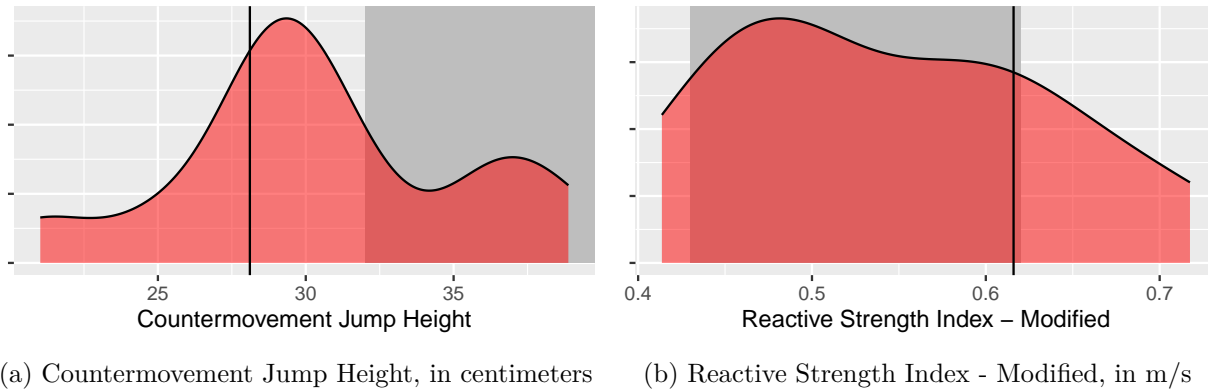 25 30 35
Countermovement Jump Height
0.4 0.5 0.6 0.7
Reactive Strength Index – Modified
(a) Countermovement Jump Height, in centimeters
(b) Reactive Strength Index - Modified, in m/s